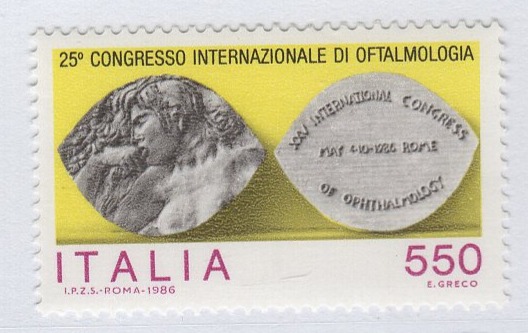 25º CONGRESSO INTERNAZIONALE DI OFTALMOLOGIA
XXV INTERNATIONAL CONGRESS
MAY 4-10-1986 ROME
OF OPHTHALMOLOGY
ITALIA 550
I.P.Z.S.-ROMA-1986 E. GRECO